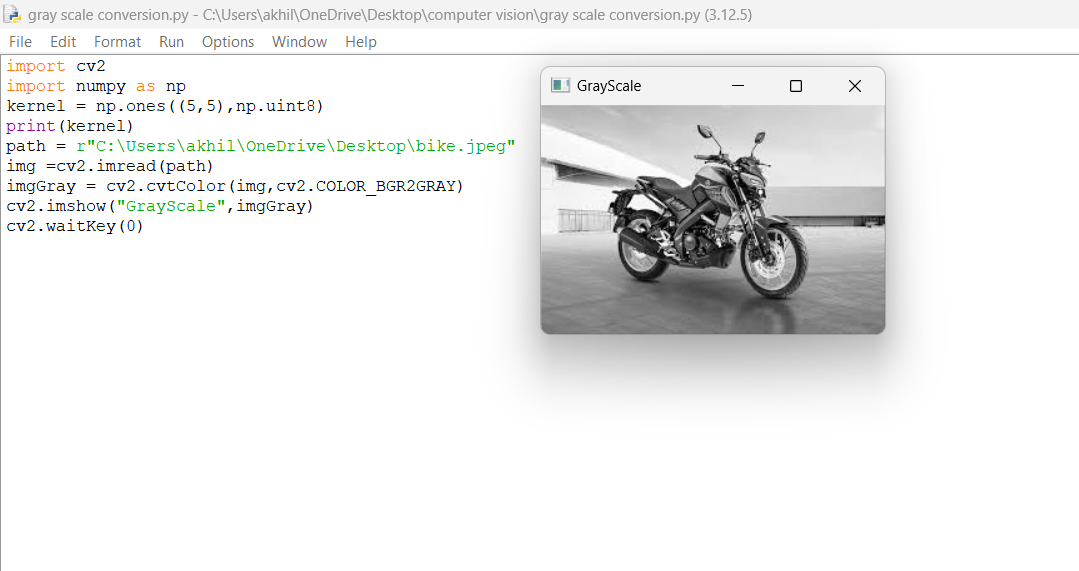 gray scale conversion.py - C:\Users\akhil\OneDrive\Desktop\computer vision\gray scale conversion.py (3.12.5)
File Edit Format Run Options Window Help
import cv2
import numpy as np
kernel = np.ones((5,5),np.uint8)
print(kernel)
path = r"C:\Users\akhil\OneDrive\Desktop\bike.jpeg"
img =cv2.imread(path)
imgGray = cv2.cvtColor(img,cv2.COLOR_BGR2GRAY)
cv2.imshow("GrayScale",imgGray)
cv2.waitKey(0)
GrayScale